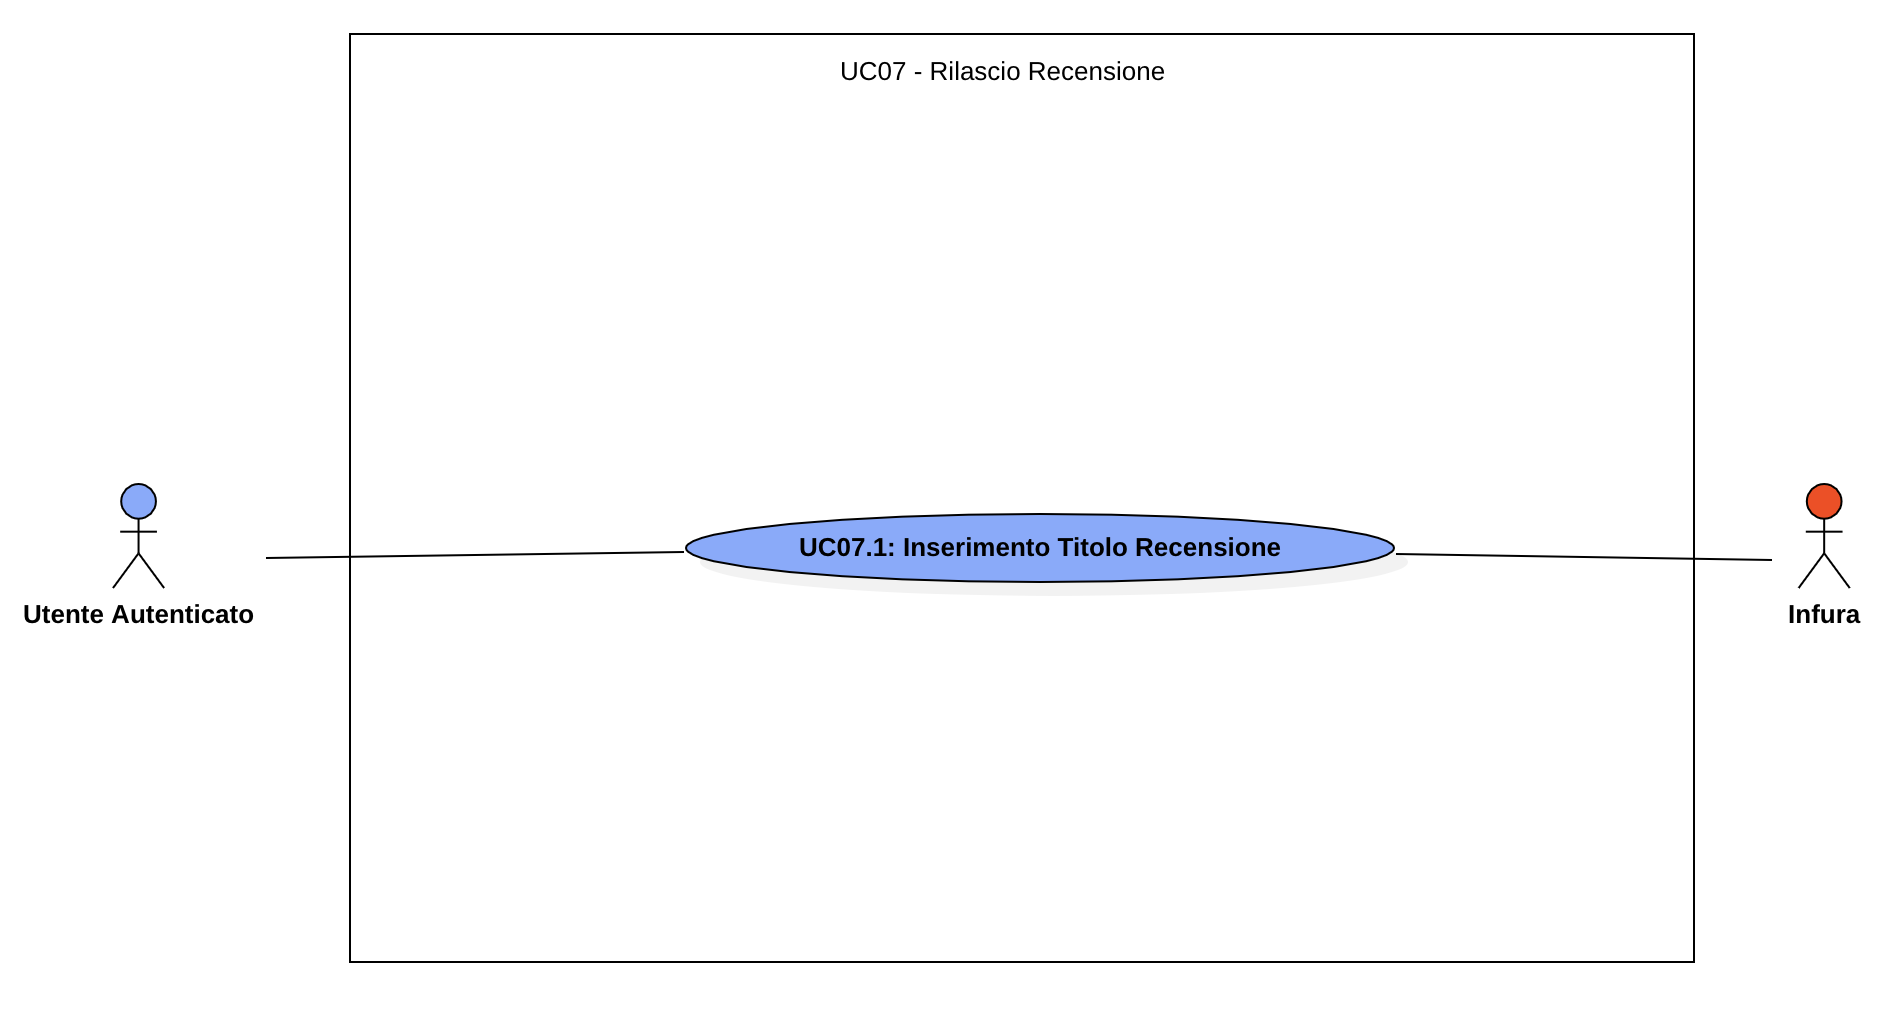 UC07 - Rilascio Recensione
UC07.1: Inserimento Titolo Recensione
Utente Autenticato
Infura